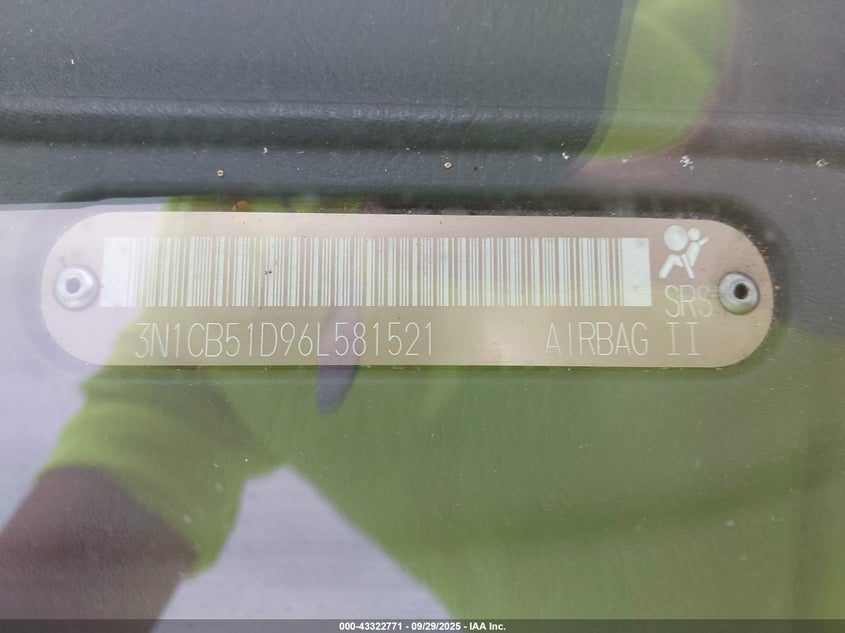 SRS
3N1CB51D96L581521 AIRBAG II
000-43322771 - 09/29/2025 - IAA Inc.